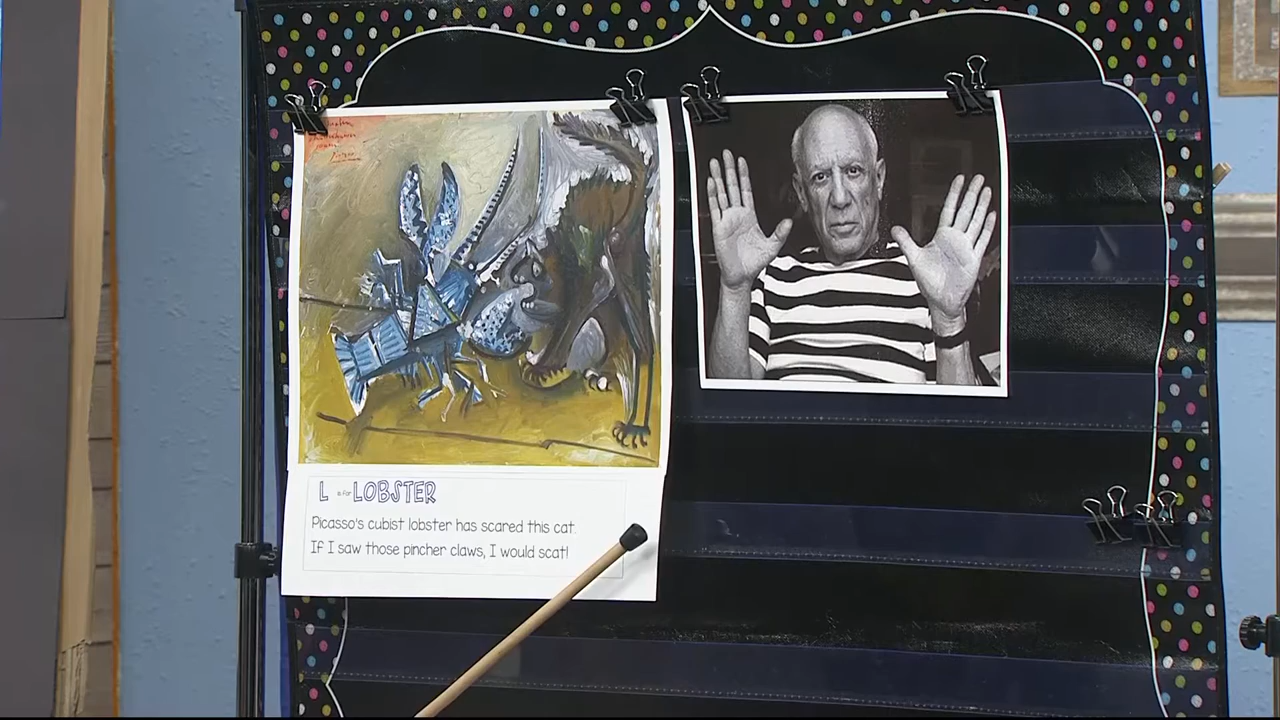 L is for LOBSTER
Picasso's cubist lobster has scared this cat.
If I saw those pincher claws, I would scat!